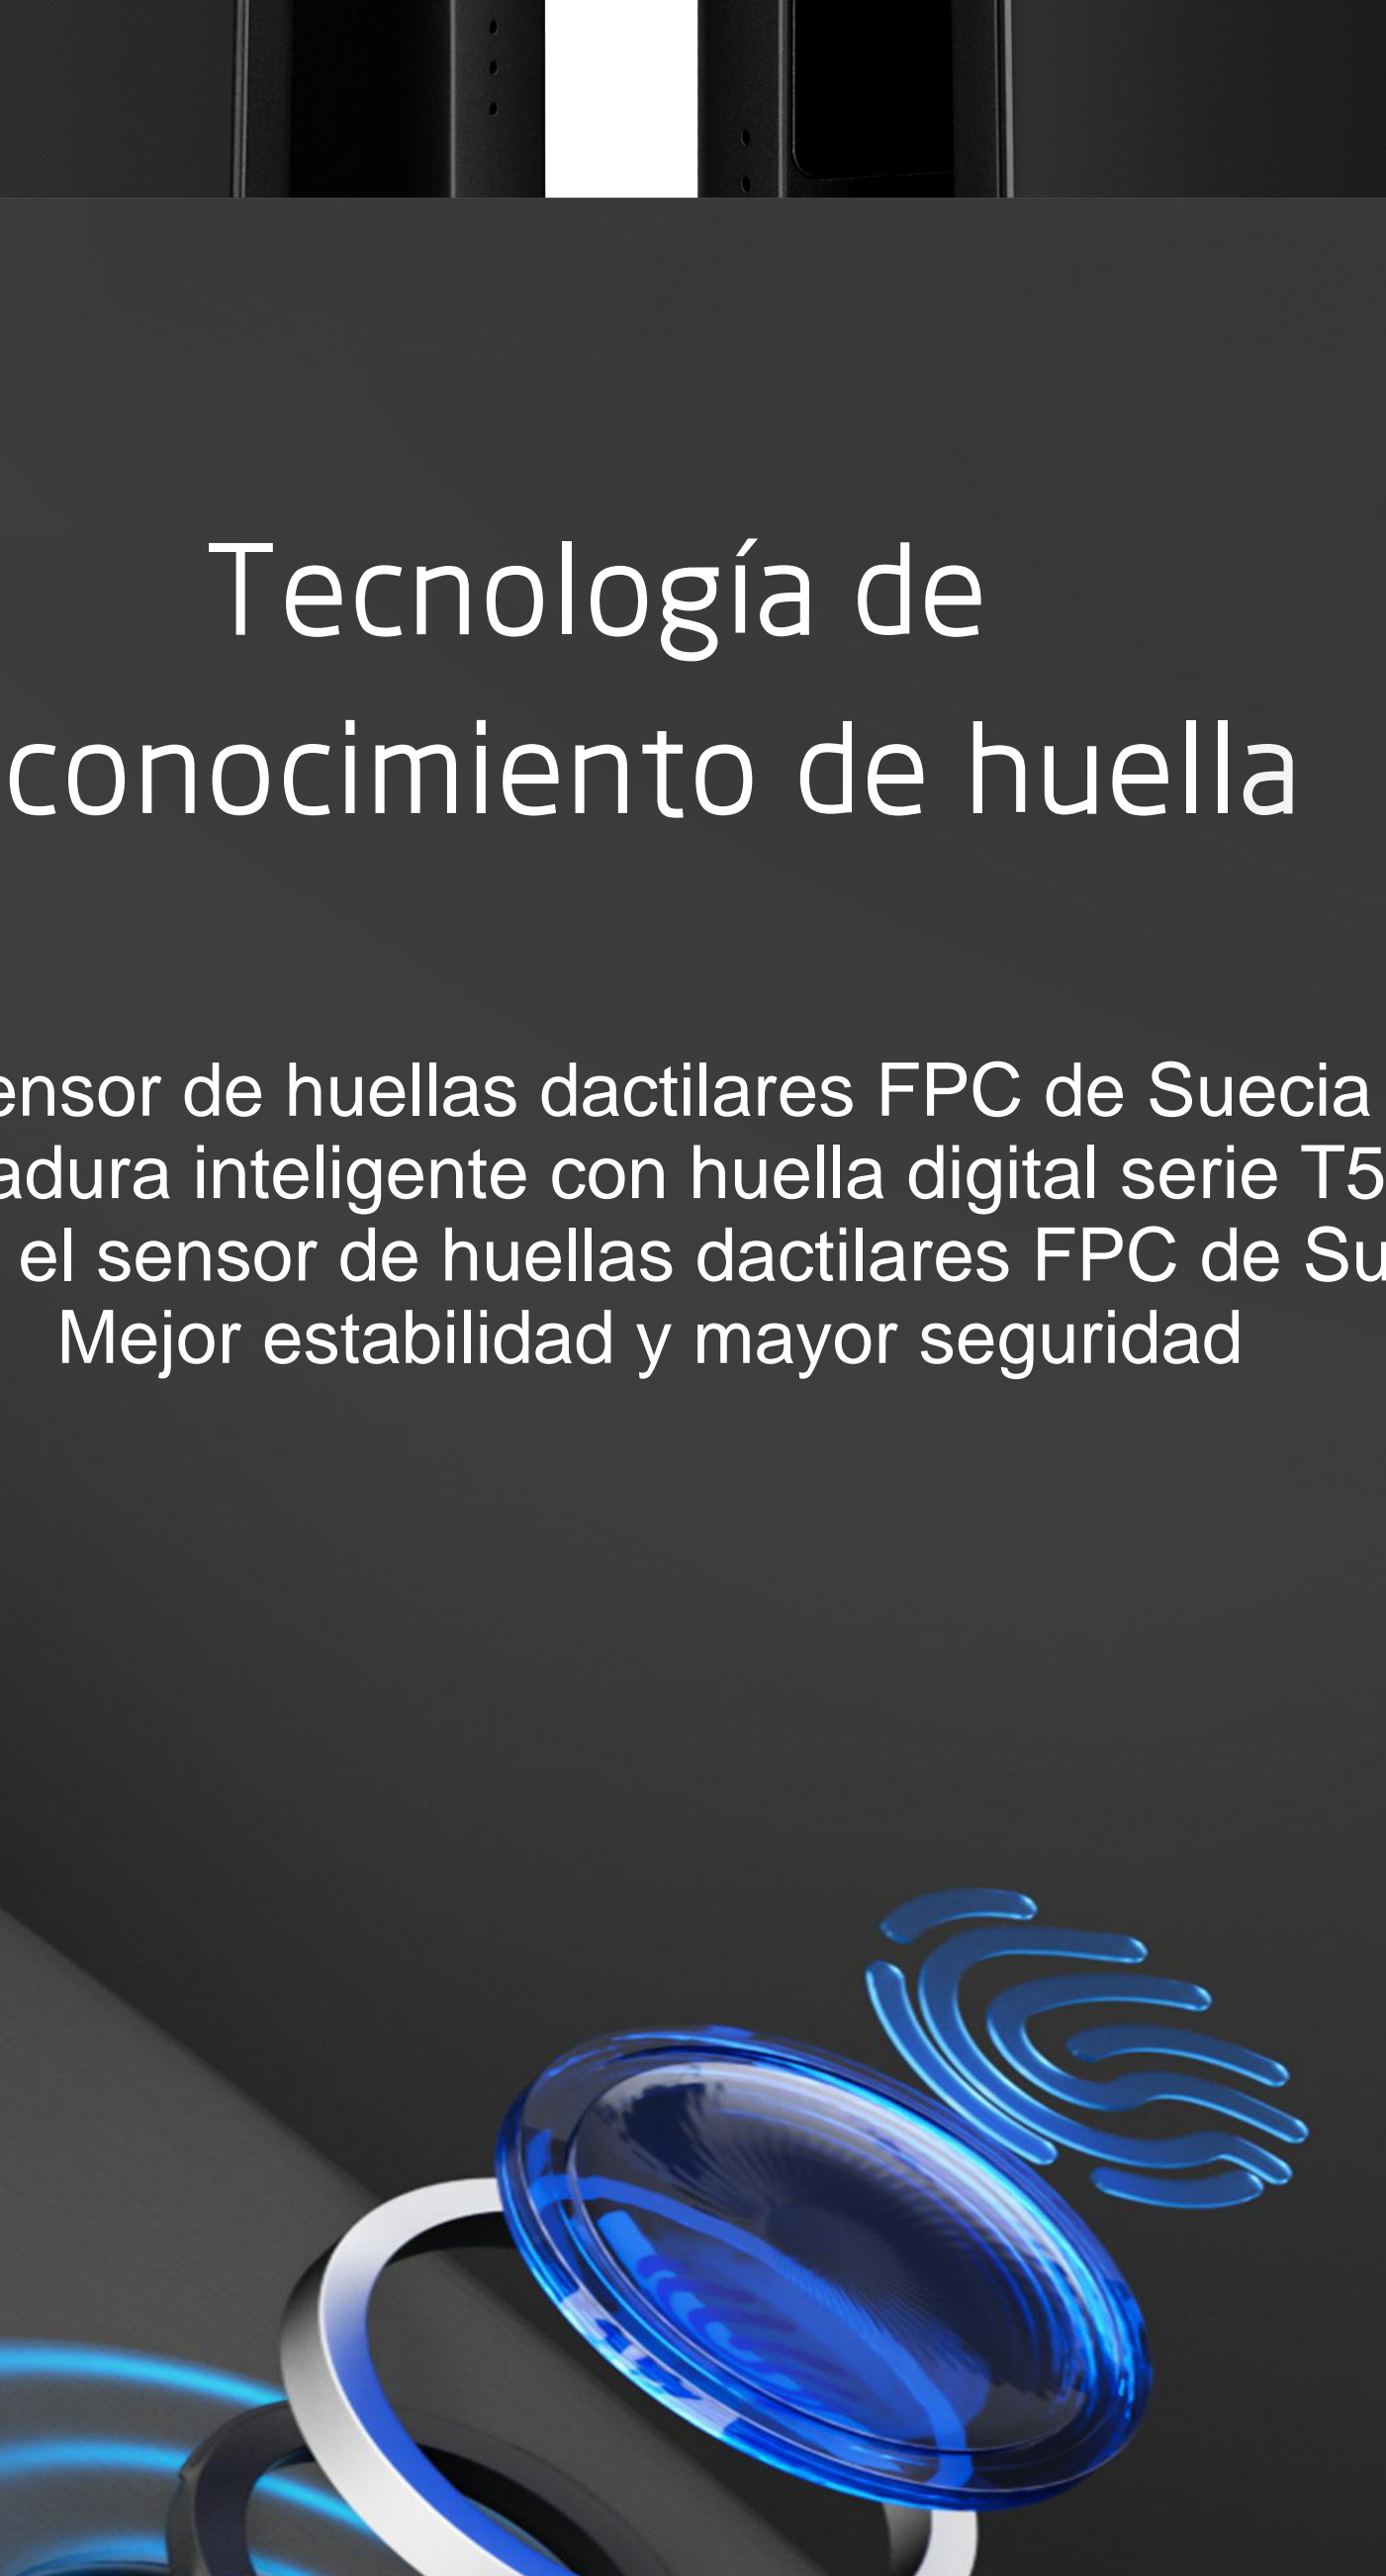 Tecnología de
conocimiento de huella
ensor de huellas dactilares FPC de Suecia
adura inteligente con huella digital serie T5
el sensor de huellas dactilares FPC de Su
Mejor estabilidad y mayor seguridad